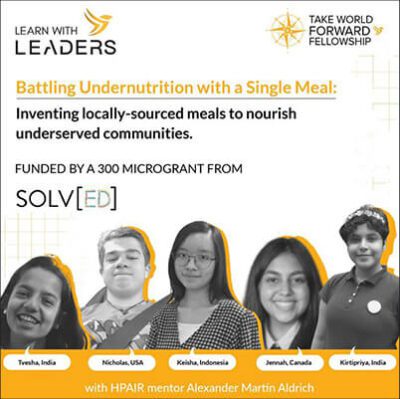 LEARN WITH
LEADERS
TAKE WORLD
FORWARD
FELLOWSHIP
Battling Undernutrition with a Single Meal:
Inventing locally-sourced meals to nourish
underserved communities.
FUNDED BY A 300 MICROGRANT FROM
SOLV[ED]
Tvesha, India
Nicholas, USA
Keisha, Indonesia
Jennah, Canada
Kirtipriya, India
with HPAIR mentor Alexander Martin Aldrich